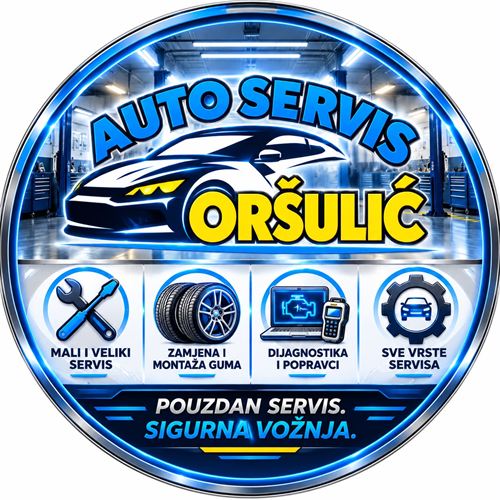 AUTO SERVIS
ORŠULIĆ
MALI I VELIKI
SERVIS
ZAMJENA I
MONTAŽA GUMA
DIJAGNOSTIKA
I POPRAVCI
SVE VRSTE
SERVISA
POUZDAN SERVIS.
SIGURNA VOŽNJA.